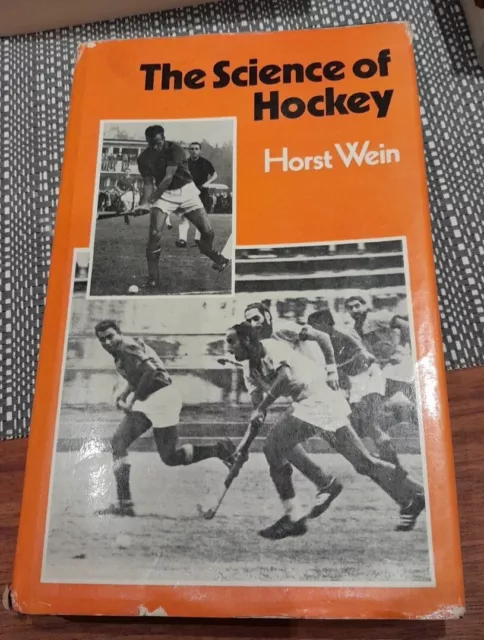 The Science of
Hockey
Horst Wein